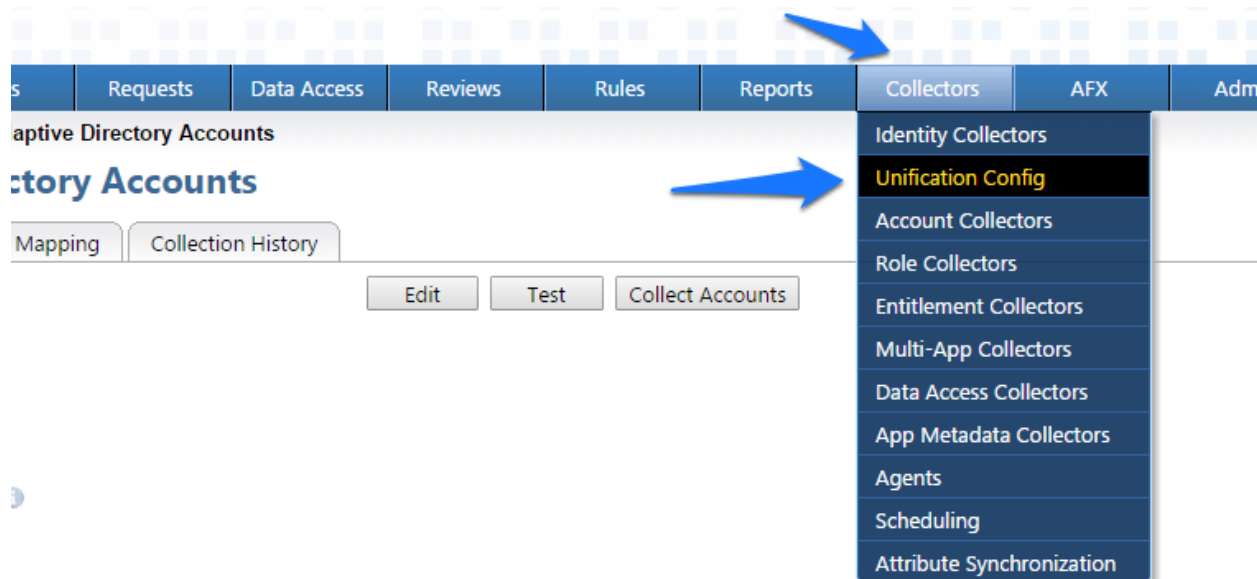 s Requests Data Access Reviews Rules Reports Collectors AFX Adm
aptive Directory Accounts
ctory Accounts
Mapping Collection History
Edit Test Collect Accounts
Identity Collectors
Unification Config
Account Collectors
Role Collectors
Entitlement Collectors
Multi-App Collectors
Data Access Collectors
App Metadata Collectors
Agents
Scheduling
Attribute Synchronization